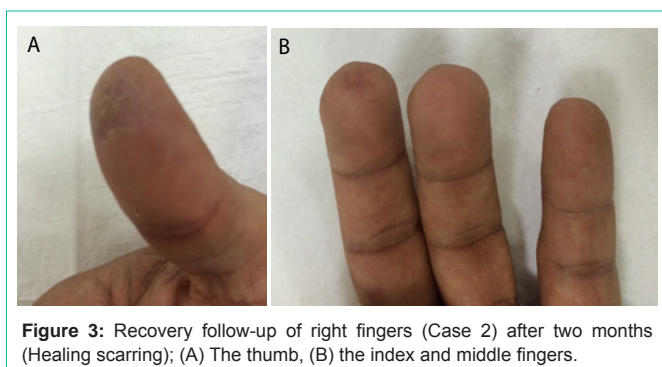 A
B
Figure 3: Recovery follow-up of right fingers (Case 2) after two months
(Healing scarring); (A) The thumb, (B) the index and middle fingers.